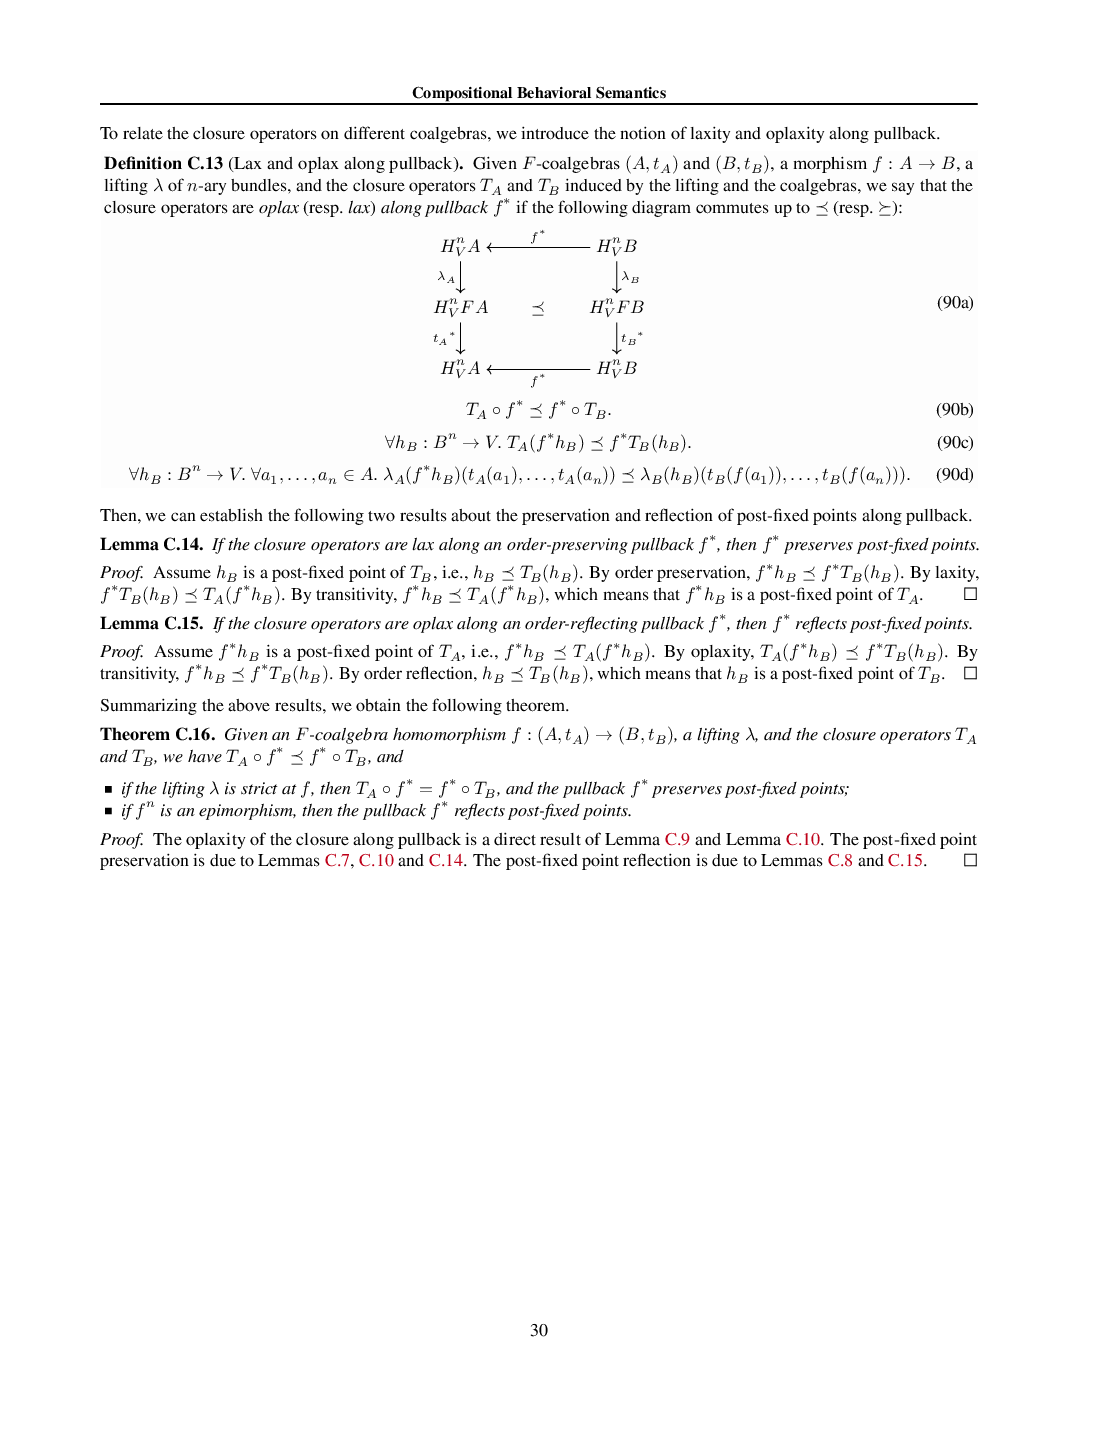 Compositional Behavioral Semantics
To relate the closure operators on different coalgebras, we introduce the notion of laxity and oplaxity along pullback.
Definition C.13 (Lax and oplax along pullback). Given F-coalgebras (A, t_A) and (B, t_B), a morphism f : A → B, a
lifting λ of n-ary bundles, and the closure operators T_A and T_B induced by the lifting and the coalgebras, we say that the
closure operators are oplax (resp. lax) along pullback f* if the following diagram commutes up to ⪯ (resp. ⪰):
f*
H_V^n A ← H_V^n B
λ_A ↓ ↓ λ_B
H_V^n FA ⪯ H_V^n FB (90a)
t_A* ↓ ↓ t_B*
H_V^n A ← H_V^n B
f*
T_A ∘ f* ⪯ f* ∘ T_B. (90b)
∀h_B : B^n → V. T_A(f*h_B) ⪯ f*T_B(h_B). (90c)
∀h_B : B^n → V. ∀a_1, . . . , a_n ∈ A. λ_A(f*h_B)(t_A(a_1), . . . , t_A(a_n)) ⪯ λ_B(h_B)(t_B(f(a_1)), . . . , t_B(f(a_n))). (90d)
Then, we can establish the following two results about the preservation and reflection of post-fixed points along pullback.
Lemma C.14. If the closure operators are lax along an order-preserving pullback f*, then f* preserves post-fixed points.
Proof. Assume h_B is a post-fixed point of T_B, i.e., h_B ⪯ T_B(h_B). By order preservation, f*h_B ⪯ f*T_B(h_B). By laxity,
f*T_B(h_B) ⪯ T_A(f*h_B). By transitivity, f*h_B ⪯ T_A(f*h_B), which means that f*h_B is a post-fixed point of T_A. □
Lemma C.15. If the closure operators are oplax along an order-reflecting pullback f*, then f* reflects post-fixed points.
Proof. Assume f*h_B is a post-fixed point of T_A, i.e., f*h_B ⪯ T_A(f*h_B). By oplaxity, T_A(f*h_B) ⪯ f*T_B(h_B). By
transitivity, f*h_B ⪯ f*T_B(h_B). By order reflection, h_B ⪯ T_B(h_B), which means that h_B is a post-fixed point of T_B. □
Summarizing the above results, we obtain the following theorem.
Theorem C.16. Given an F-coalgebra homomorphism f : (A, t_A) → (B, t_B), a lifting λ, and the closure operators T_A
and T_B, we have T_A ∘ f* ⪯ f* ∘ T_B, and
▪ if the lifting λ is strict at f, then T_A ∘ f* = f* ∘ T_B, and the pullback f* preserves post-fixed points;
▪ if f^n is an epimorphism, then the pullback f* reflects post-fixed points.
Proof. The oplaxity of the closure along pullback is a direct result of Lemma C.9 and Lemma C.10. The post-fixed point
preservation is due to Lemmas C.7, C.10 and C.14. The post-fixed point reflection is due to Lemmas C.8 and C.15. □
30